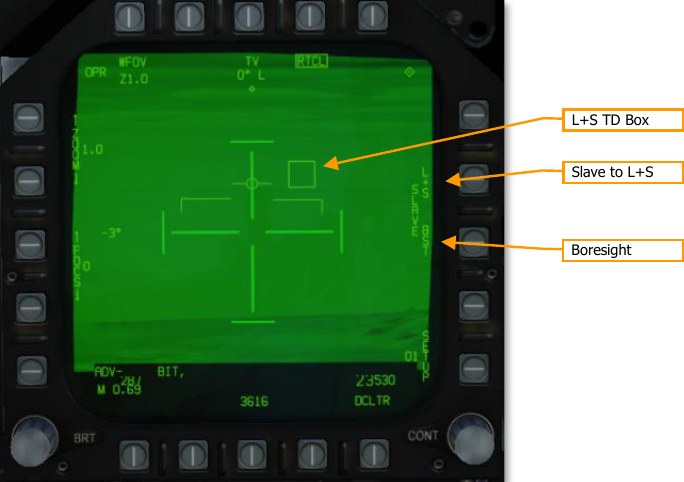 OPR
WFOV
Z1.0
TV
0° L
RTCL
ZOOM
1.0
-3°
0
L+S
SLAVE
BST
SETUP
01
ADV-
BIT,
287
M 0.69
23530
3616
DCLTR
BRT
CONT
L+S TD Box
Slave to L+S
Boresight